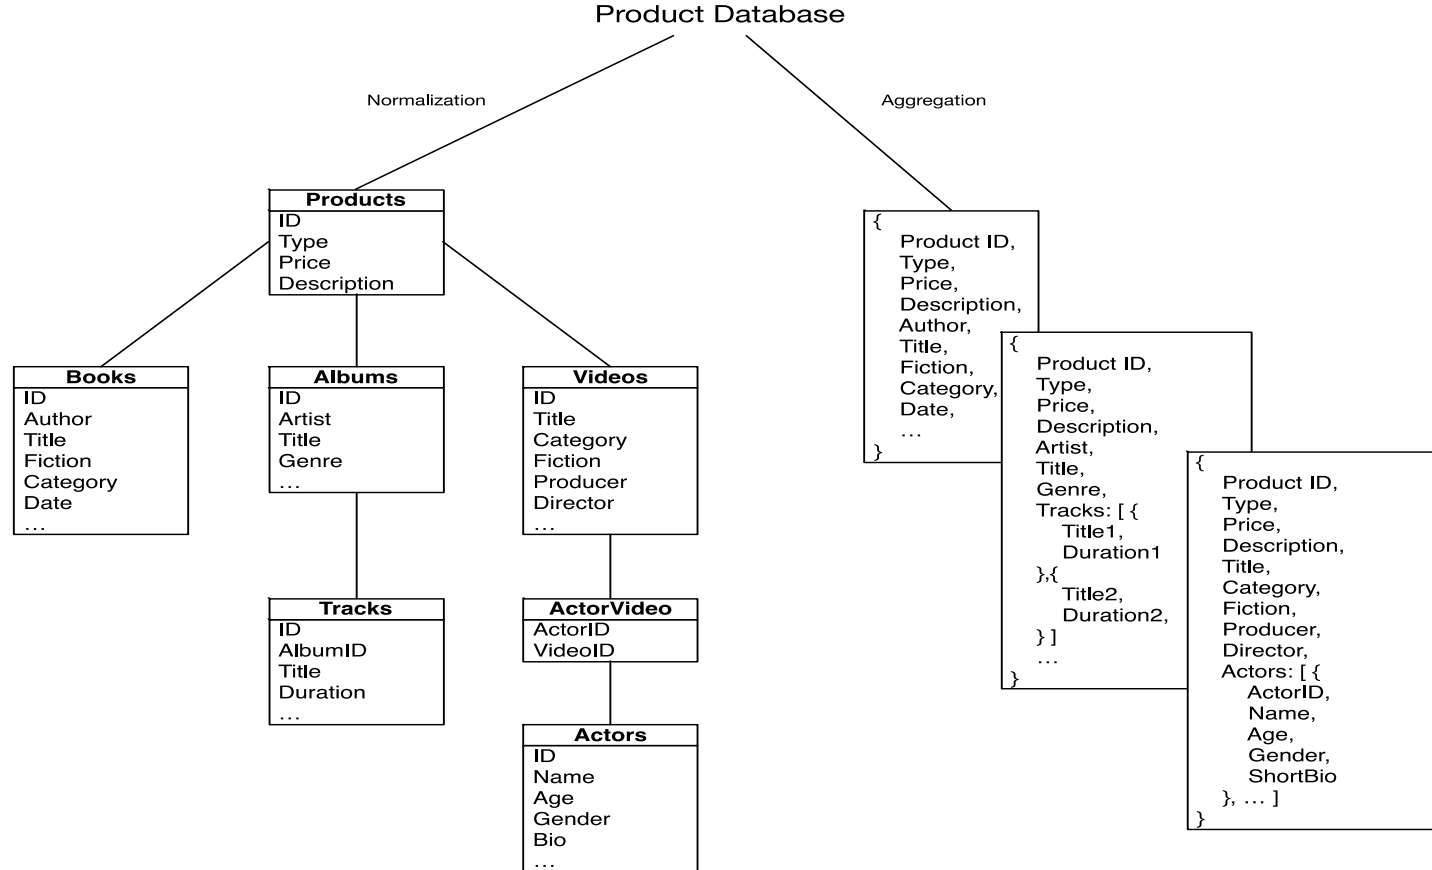 Product Database
Normalization
Aggregation
Products
ID
Type
Price
Description
Books
ID
Author
Title
Fiction
Category
Date
...
Albums
ID
Artist
Title
Genre
...
Videos
ID
Title
Category
Fiction
Producer
Director
...
Tracks
ID
AlbumID
Title
Duration
...
ActorVideo
ActorID
VideoID
Actors
ID
Name
Age
Gender
Bio
...
{
Product ID,
Type,
Price,
Description,
Author,
Title,
Fiction,
Category,
Date,
...
}
{
Product ID,
Type,
Price,
Description,
Artist,
Title,
Genre,
Tracks: [ {
Title1,
Duration1
},{
Title2,
Duration2,
} ]
...
}
{
Product ID,
Type,
Price,
Description,
Title,
Category,
Fiction,
Producer,
Director,
Actors: [ {
ActorID,
Name,
Age,
Gender,
ShortBio
}, ... ]
}